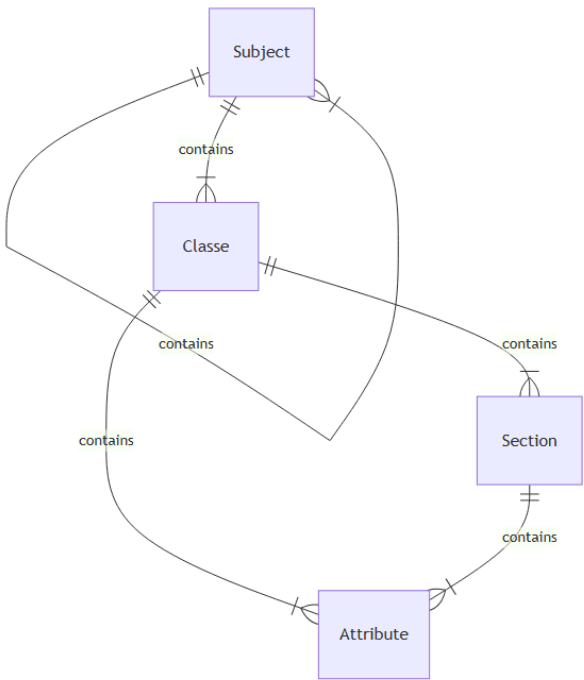 Subject
contains
Classe
contains
contains
contains
Section
contains
Attribute